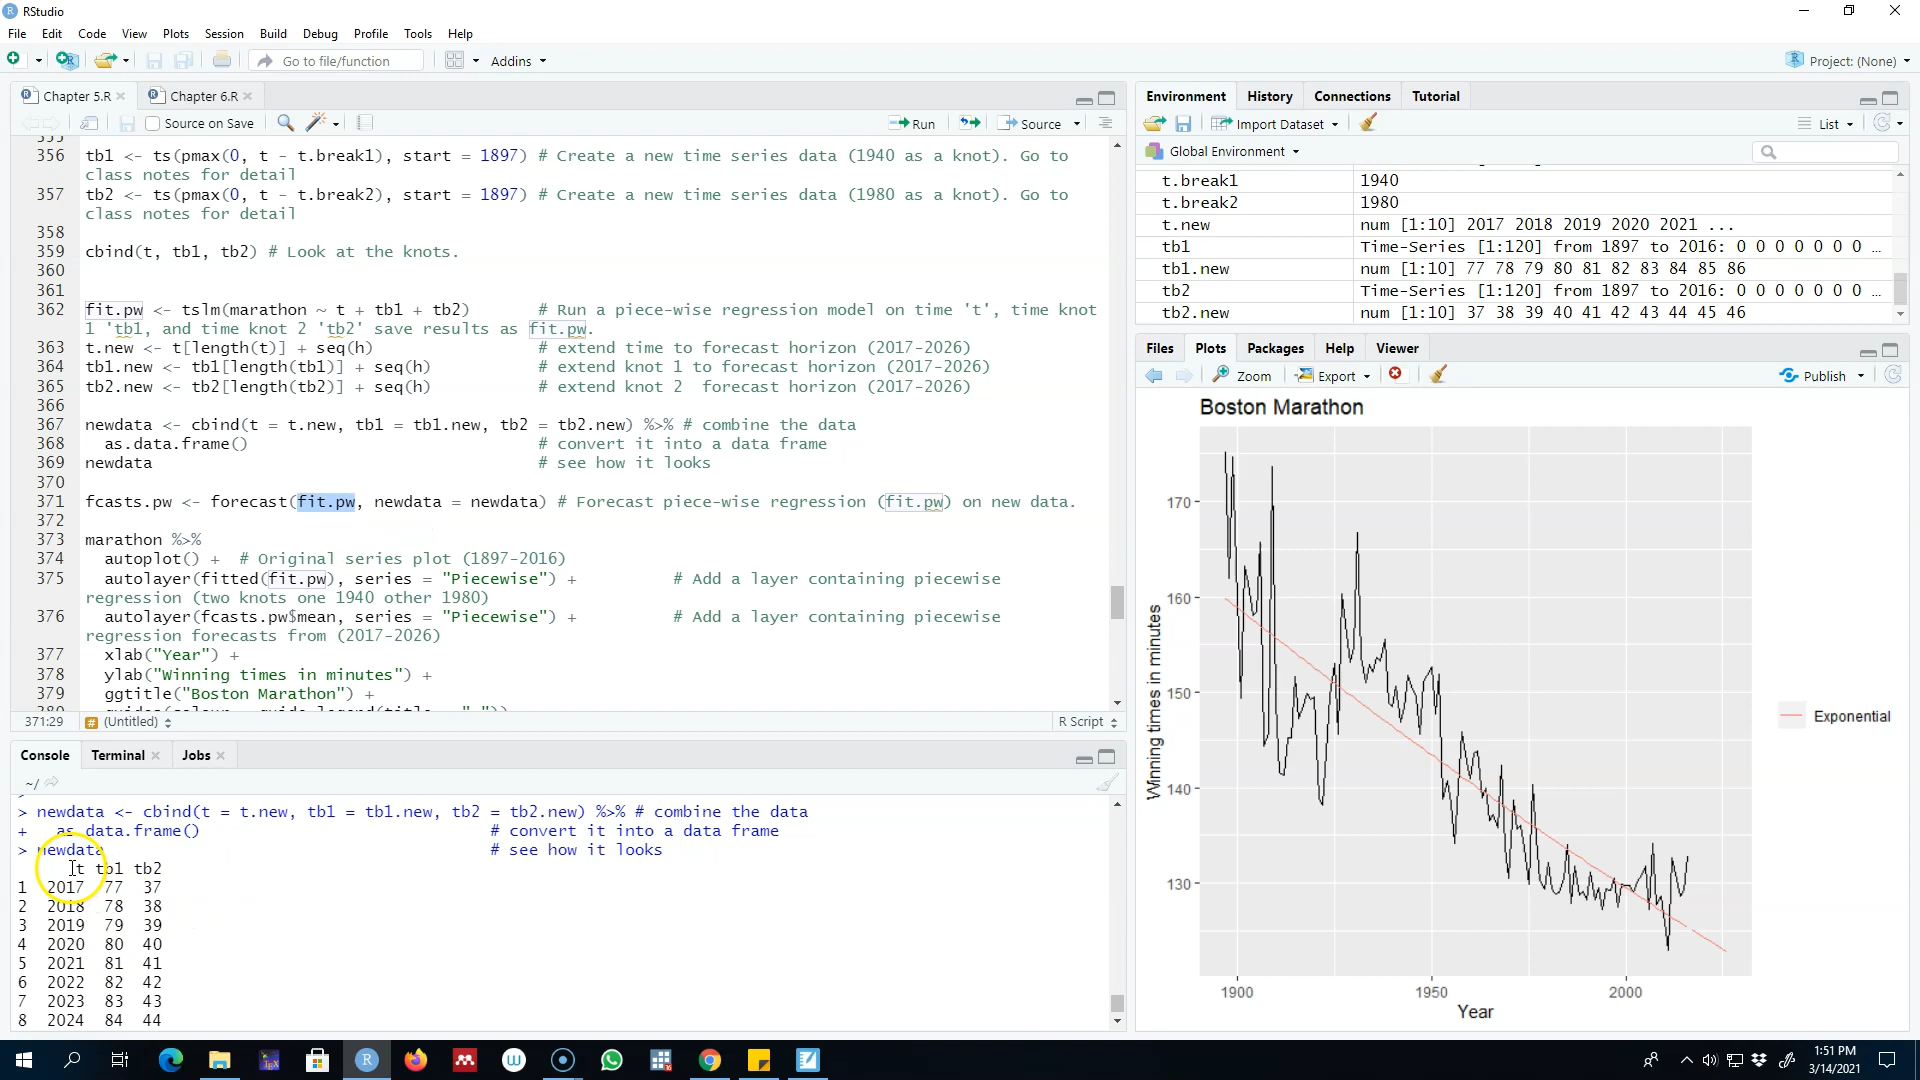 RStudio
File Edit Code View Plots Session Build Debug Profile Tools Help
Go to file/function Addins Project: (None)
Chapter 5.R Chapter 6.R
Source on Save Run Source
355
356 tb1 <- ts(pmax(0, t - t.break1), start = 1897) # Create a new time series data (1940 as a knot). Go to
class notes for detail
357 tb2 <- ts(pmax(0, t - t.break2), start = 1897) # Create a new time series data (1980 as a knot). Go to
class notes for detail
358
359 cbind(t, tb1, tb2) # Look at the knots.
360
361
362 fit.pw <- tslm(marathon ~ t + tb1 + tb2) # Run a piece-wise regression model on time 't', time knot
1 'tb1, and time knot 2 'tb2' save results as fit.pw.
363 t.new <- t[length(t)] + seq(h) # extend time to forecast horizon (2017-2026)
364 tb1.new <- tb1[length(tb1)] + seq(h) # extend knot 1 to forecast horizon (2017-2026)
365 tb2.new <- tb2[length(tb2)] + seq(h) # extend knot 2  forecast horizon (2017-2026)
366
367 newdata <- cbind(t = t.new, tb1 = tb1.new, tb2 = tb2.new) %>% # combine the data
368 as.data.frame() # convert it into a data frame
369 newdata # see how it looks
370
371 fcasts.pw <- forecast(fit.pw, newdata = newdata) # Forecast piece-wise regression (fit.pw) on new data.
372
373 marathon %>%
374 autoplot() + # Original series plot (1897-2016)
375 autolayer(fitted(fit.pw), series = "Piecewise") + # Add a layer containing piecewise
regression (two knots one 1940 other 1980)
376 autolayer(fcasts.pw$mean, series = "Piecewise") + # Add a layer containing piecewise
regression forecasts from (2017-2026)
377 xlab("Year") +
378 ylab("Winning times in minutes") +
379 ggtitle("Boston Marathon") +
380 guides(colour = guide_legend(title = " "))
371:29 (Untitled) R Script
Console Terminal Jobs
~/
> newdata <- cbind(t = t.new, tb1 = tb1.new, tb2 = tb2.new) %>% # combine the data
+ as.data.frame() # convert it into a data frame
> newdata # see how it looks
t tb1 tb2
1 2017 77 37
2 2018 78 38
3 2019 79 39
4 2020 80 40
5 2021 81 41
6 2022 82 42
7 2023 83 43
8 2024 84 44
Environment History Connections Tutorial
Import Dataset List
Global Environment
t.break1 1940
t.break2 1980
t.new num [1:10] 2017 2018 2019 2020 2021 ...
tb1 Time-Series [1:120] from 1897 to 2016: 0 0 0 0 0 0 0 …
tb1.new num [1:10] 77 78 79 80 81 82 83 84 85 86
tb2 Time-Series [1:120] from 1897 to 2016: 0 0 0 0 0 0 0 …
tb2.new num [1:10] 37 38 39 40 41 42 43 44 45 46
Files Plots Packages Help Viewer
Zoom Export Publish
Boston Marathon
170
160
150
140
130
Winning times in minutes
1900 1950 2000
Year
Exponential
1:51 PM
3/14/2021